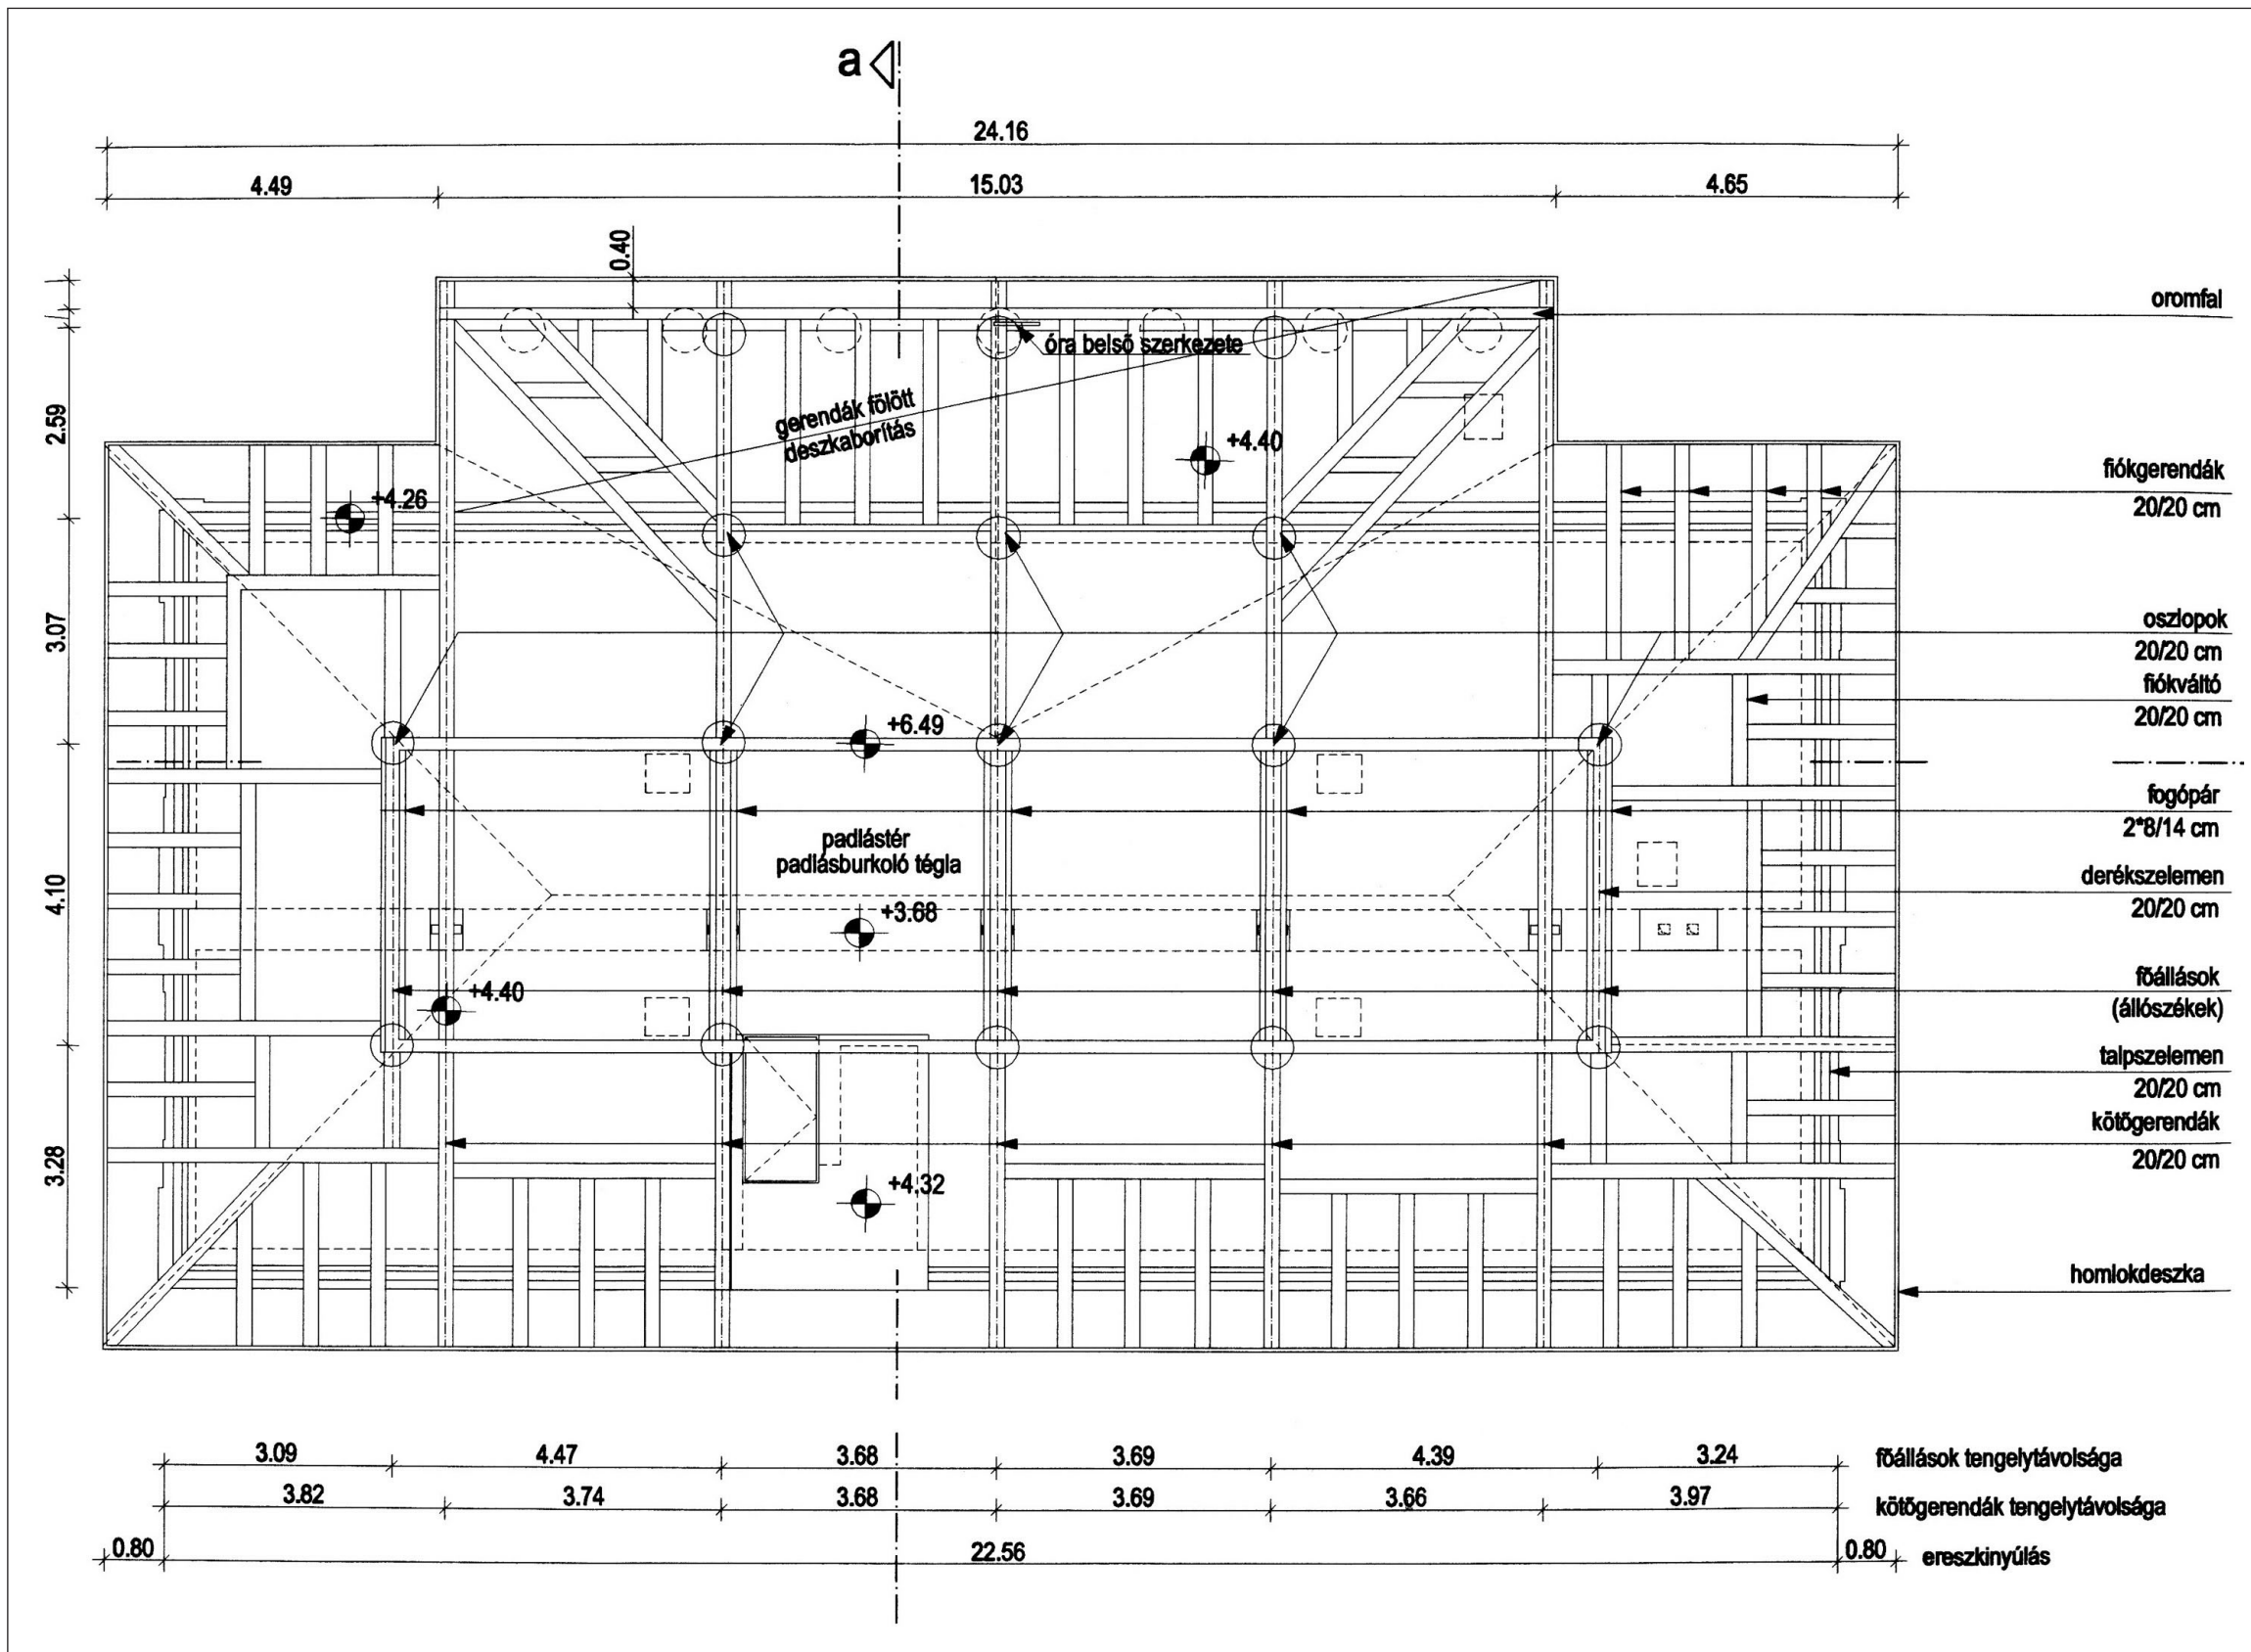 a
24.16
4.49 15.03 4.65
0.40
oromfal
óra belső szerkezete
gerendák fölött
deszkaborítás
+4.40
2.59
fiókgerendák
20/20 cm
+4.26
oszlopok
20/20 cm
3.07
fiókváltó
20/20 cm
+6.49
fogópár
2*8/14 cm
padlástér
padlásburkoló tégla
derékszelemen
20/20 cm
4.10
+3.68
főállások
(állószékek)
+4.40
talpszelemen
20/20 cm
kötőgerendák
20/20 cm
3.28
+4.32
homlokdeszka
3.09 4.47 3.68 3.69 4.39 3.24 főállások tengelytávolsága
3.82 3.74 3.68 3.69 3.66 3.97 kötőgerendák tengelytávolsága
0.80 22.56 0.80 ereszkinyúlás